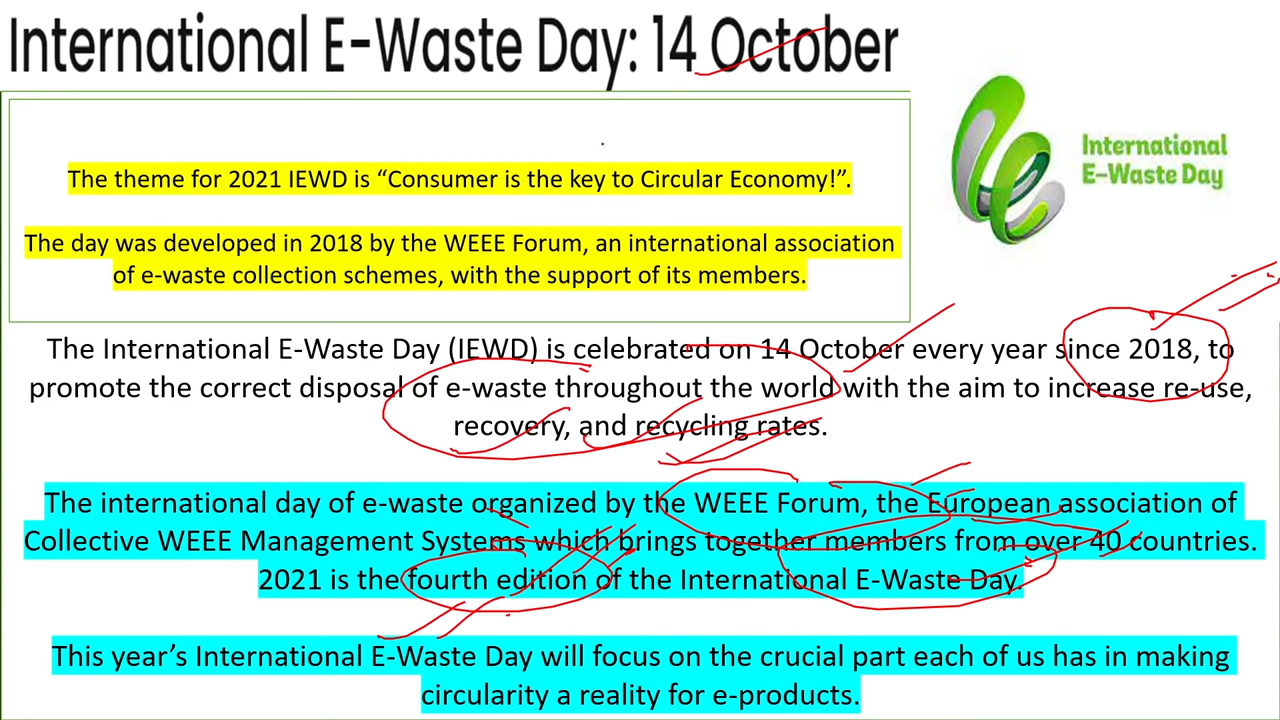 International E-Waste Day: 14 October
International
E-Waste Day
The theme for 2021 IEWD is “Consumer is the key to Circular Economy!”.
The day was developed in 2018 by the WEEE Forum, an international association
of e-waste collection schemes, with the support of its members.
The International E-Waste Day (IEWD) is celebrated on 14 October every year since 2018, to
promote the correct disposal of e-waste throughout the world with the aim to increase re-use,
recovery, and recycling rates.
The international day of e-waste organized by the WEEE Forum, the European association of
Collective WEEE Management Systems which brings together members from over 40 countries.
2021 is the fourth edition of the International E-Waste Day.
This year’s International E-Waste Day will focus on the crucial part each of us has in making
circularity a reality for e-products.